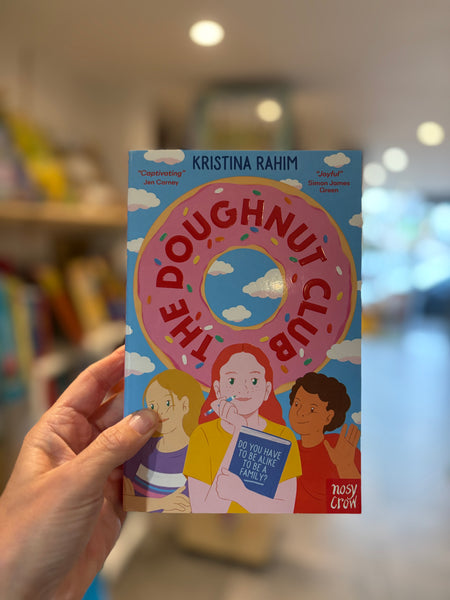 KRISTINA RAHIM
"Captivating"
Jen Carney
"Joyful"
Simon James
Green
THE DOUGHNUT CLUB
DO YOU HAVE
TO BE ALIKE
TO BE A
FAMILY?
nosy
crow